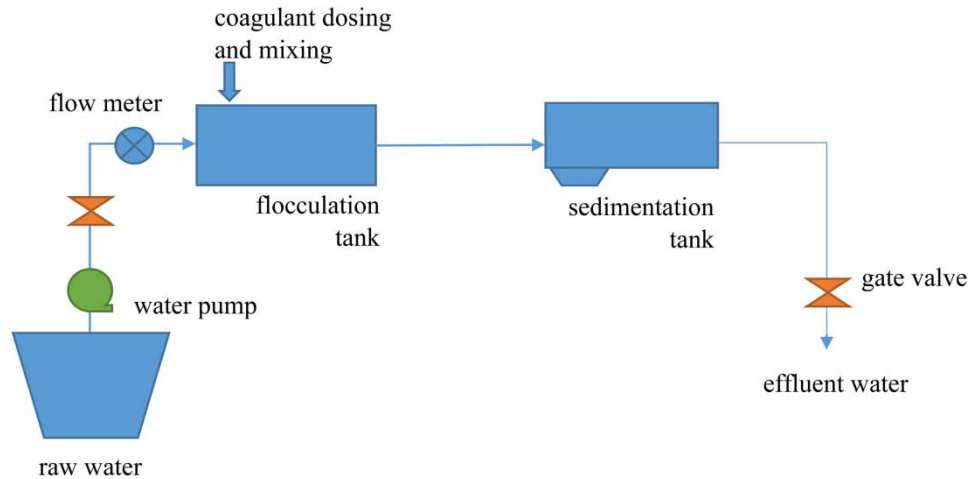 coagulant dosing
and mixing
flow meter
flocculation
tank
sedimentation
tank
water pump
gate valve
effluent water
raw water